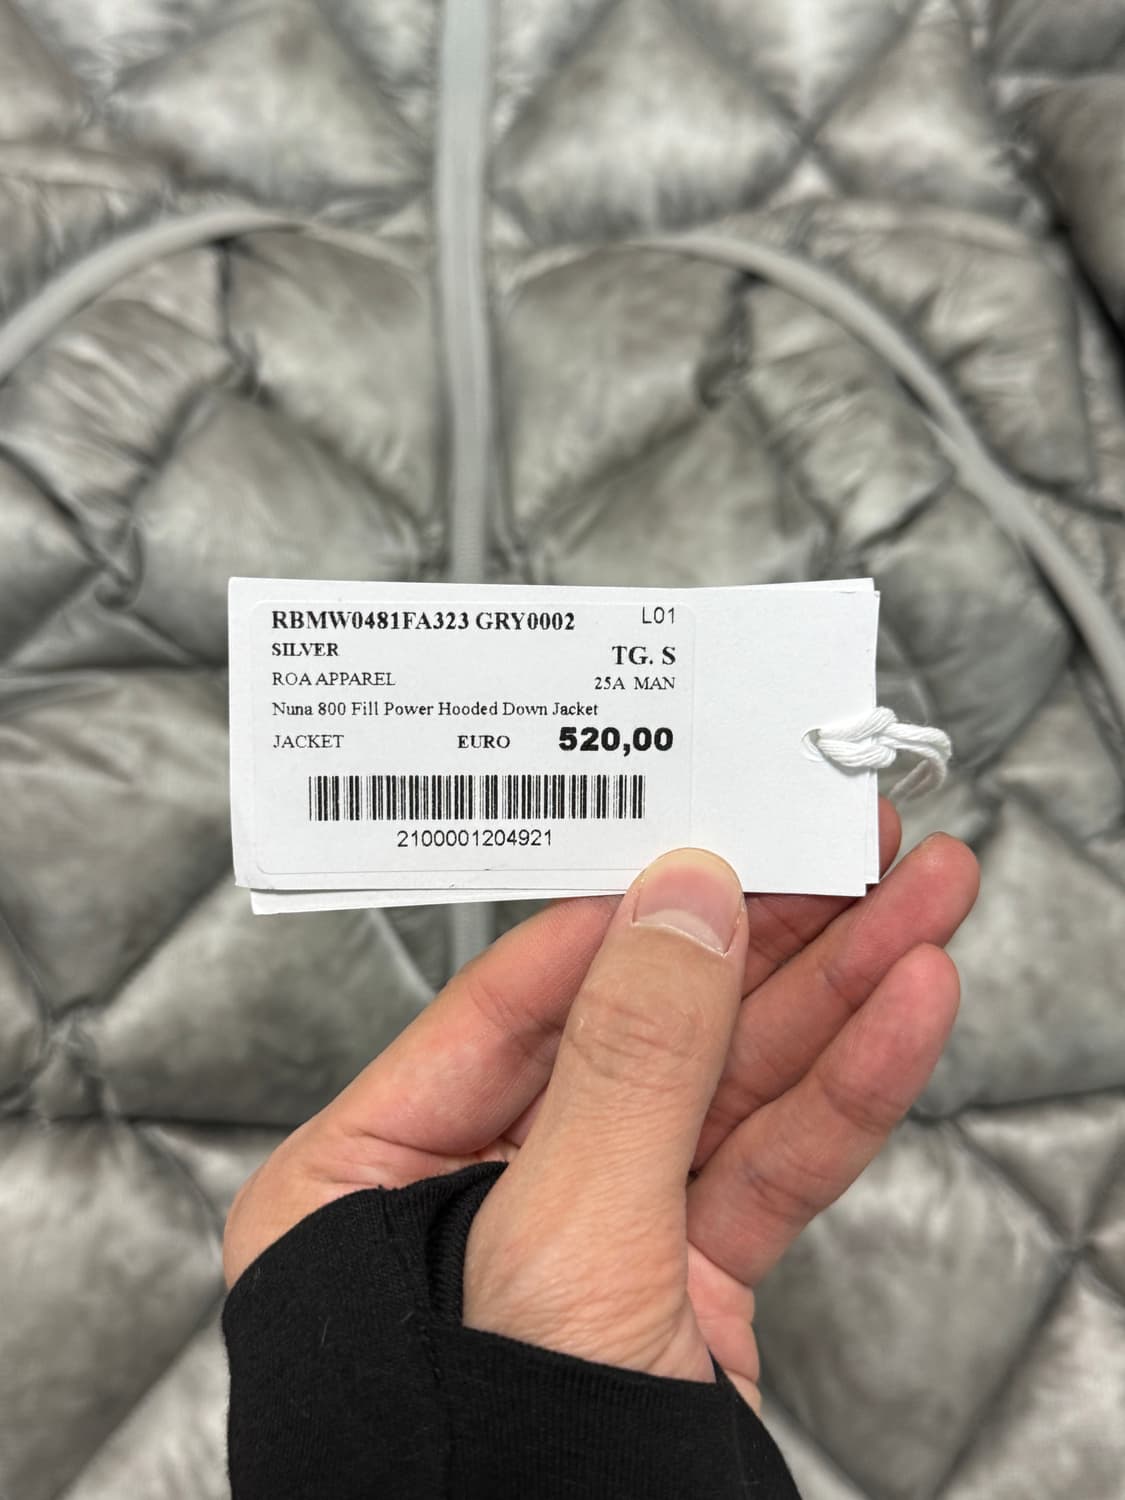 RBMW0481FA323 GRY0002 L01
SILVER TG. S
ROA APPAREL 25A MAN
Nuna 800 Fill Power Hooded Down Jacket
JACKET EURO 520,00
2100001204921